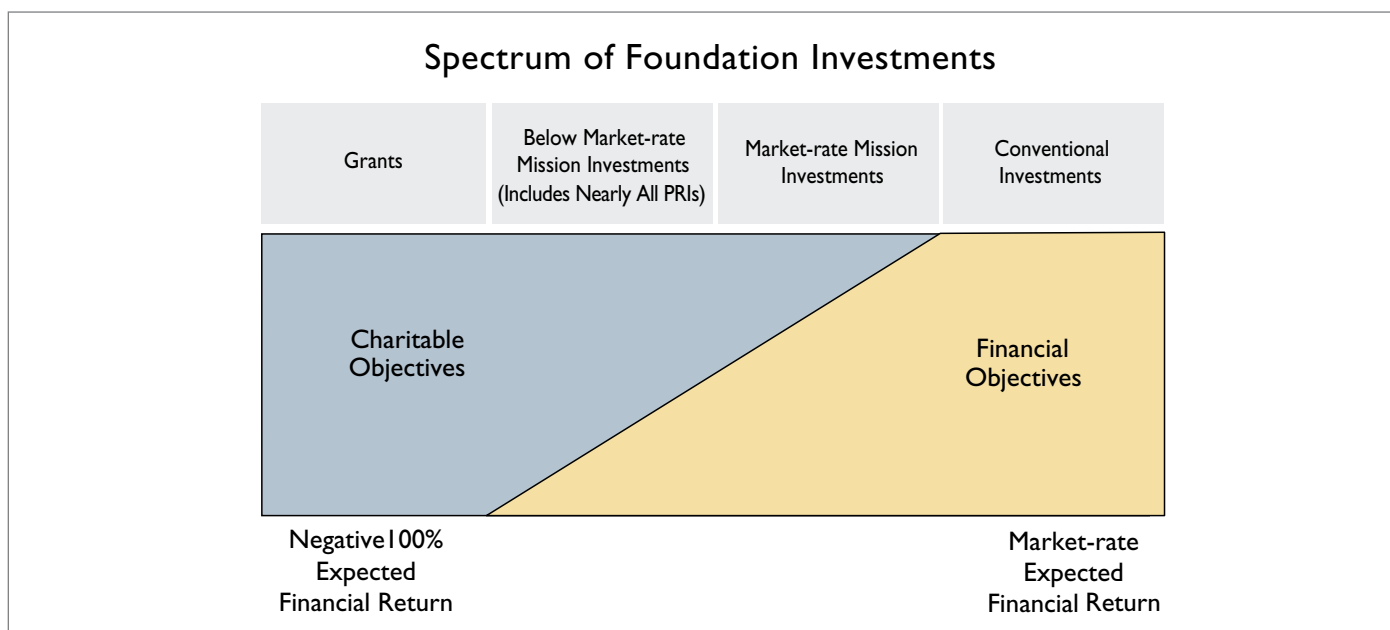 Spectrum of Foundation Investments
Grants
Below Market-rate
Mission Investments
(Includes Nearly All PRIs)
Market-rate Mission
Investments
Conventional
Investments
Charitable
Objectives
Financial
Objectives
Negative100%
Expected
Financial Return
Market-rate
Expected
Financial Return